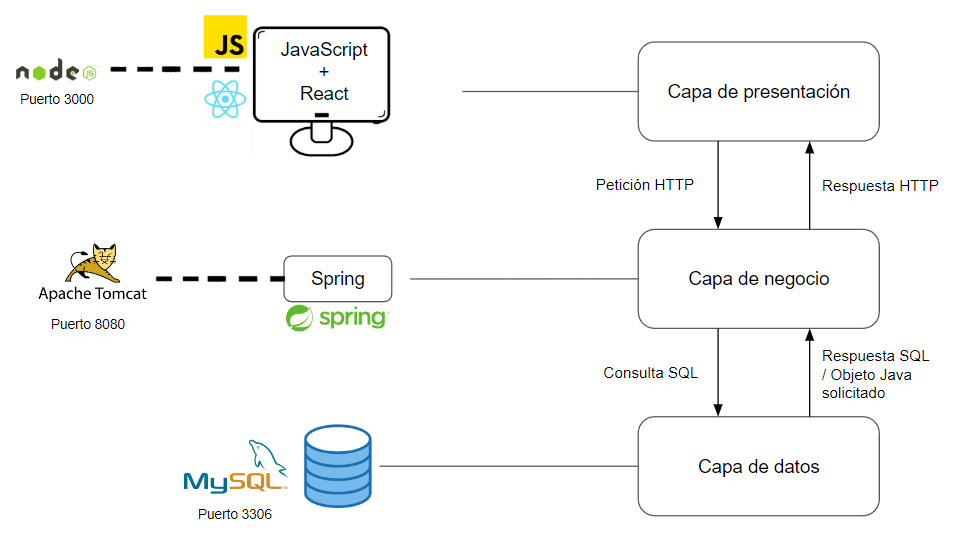 JS
JavaScript
+
React
node
JS
Puerto 3000
Capa de presentación
Petición HTTP
Respuesta HTTP
Apache Tomcat
Puerto 8080
Spring
spring
Capa de negocio
Consulta SQL
Respuesta SQL
/ Objeto Java
solicitado
MySQL
Puerto 3306
Capa de datos